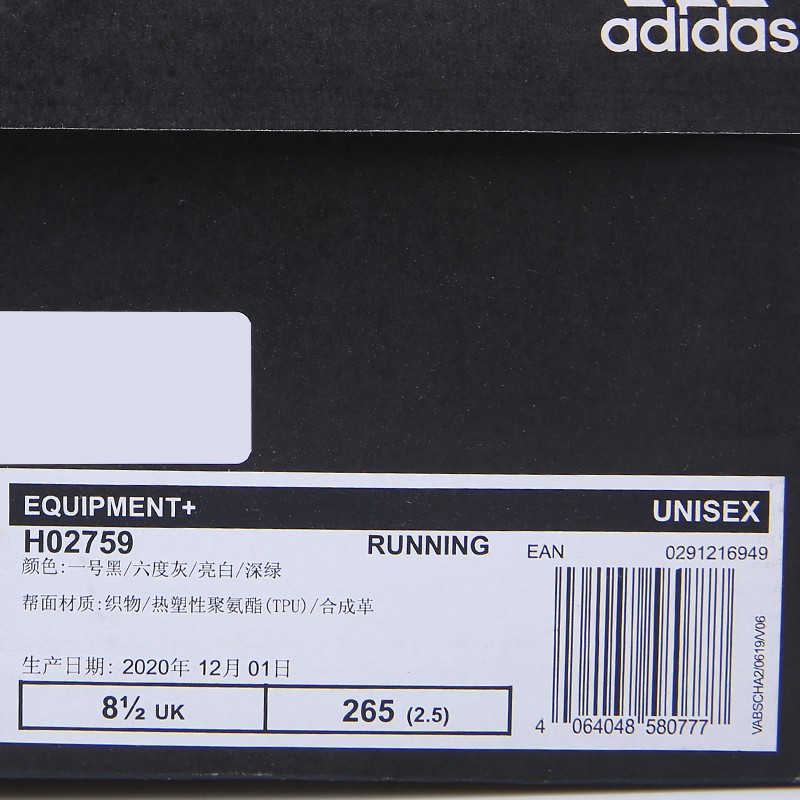 adidas
EQUIPMENT+ UNISEX
H02759 RUNNING EAN 0291216949
颜色:一号黑/六度灰/亮白/深绿
帮面材质:织物/热塑性聚氨酯(TPU)/合成革
生产日期: 2020年 12月 01日
8½ UK 265 (2.5)
4 064048 580777
VABSCHA2/0619/V06